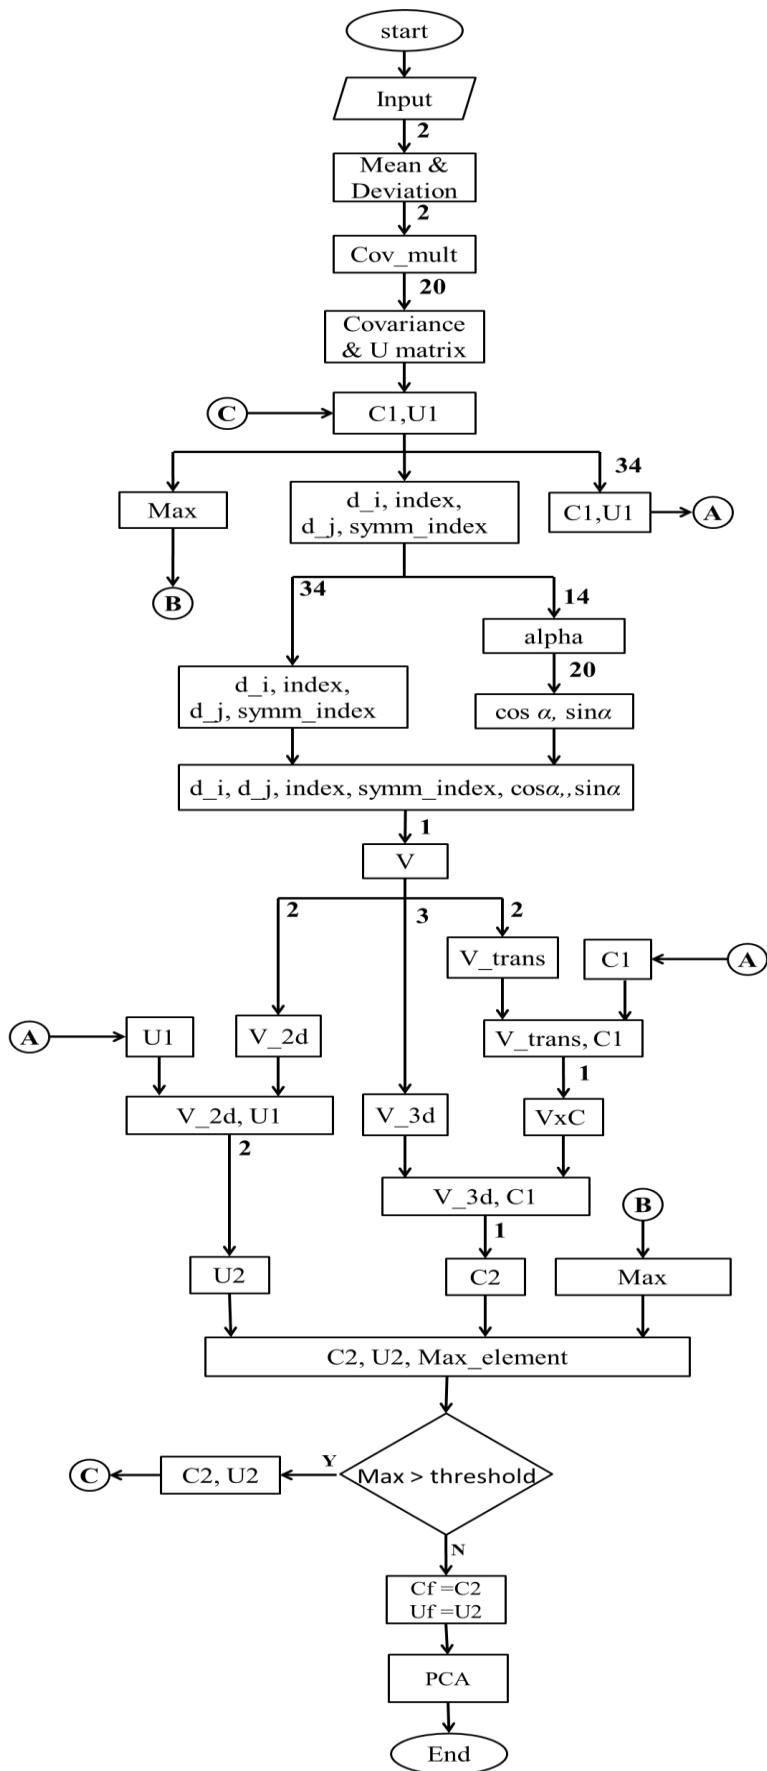 start
Input
2
Mean &
Deviation
2
Cov_mult
20
Covariance
& U matrix
C
C1,U1
34
Max
d_i, index,
d_j, symm_index
C1,U1
A
B
34
14
alpha
20
d_i, index,
d_j, symm_index
cos α, sinα
d_i, d_j, index, symm_index, cosα,,sinα
1
V
2
3
2
V_trans
C1
A
A
U1
V_2d
V_trans, C1
1
V_2d, U1
V_3d
VxC
2
V_3d, C1
B
1
U2
C2
Max
C2, U2, Max_element
C
C2, U2
Y
Max > threshold
N
Cf =C2
Uf =U2
PCA
End